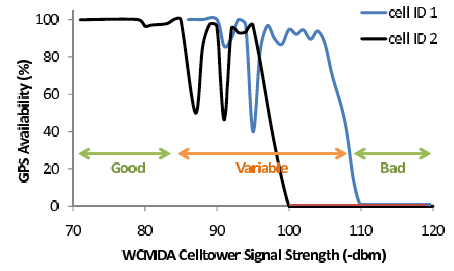 cell ID 1
cell ID 2
GPS Availability (%)
100
80
60
40
20
0
Good
Variable
Bad
70
80
90
100
110
120
WCMDA Celltower Signal Strength (-dbm)